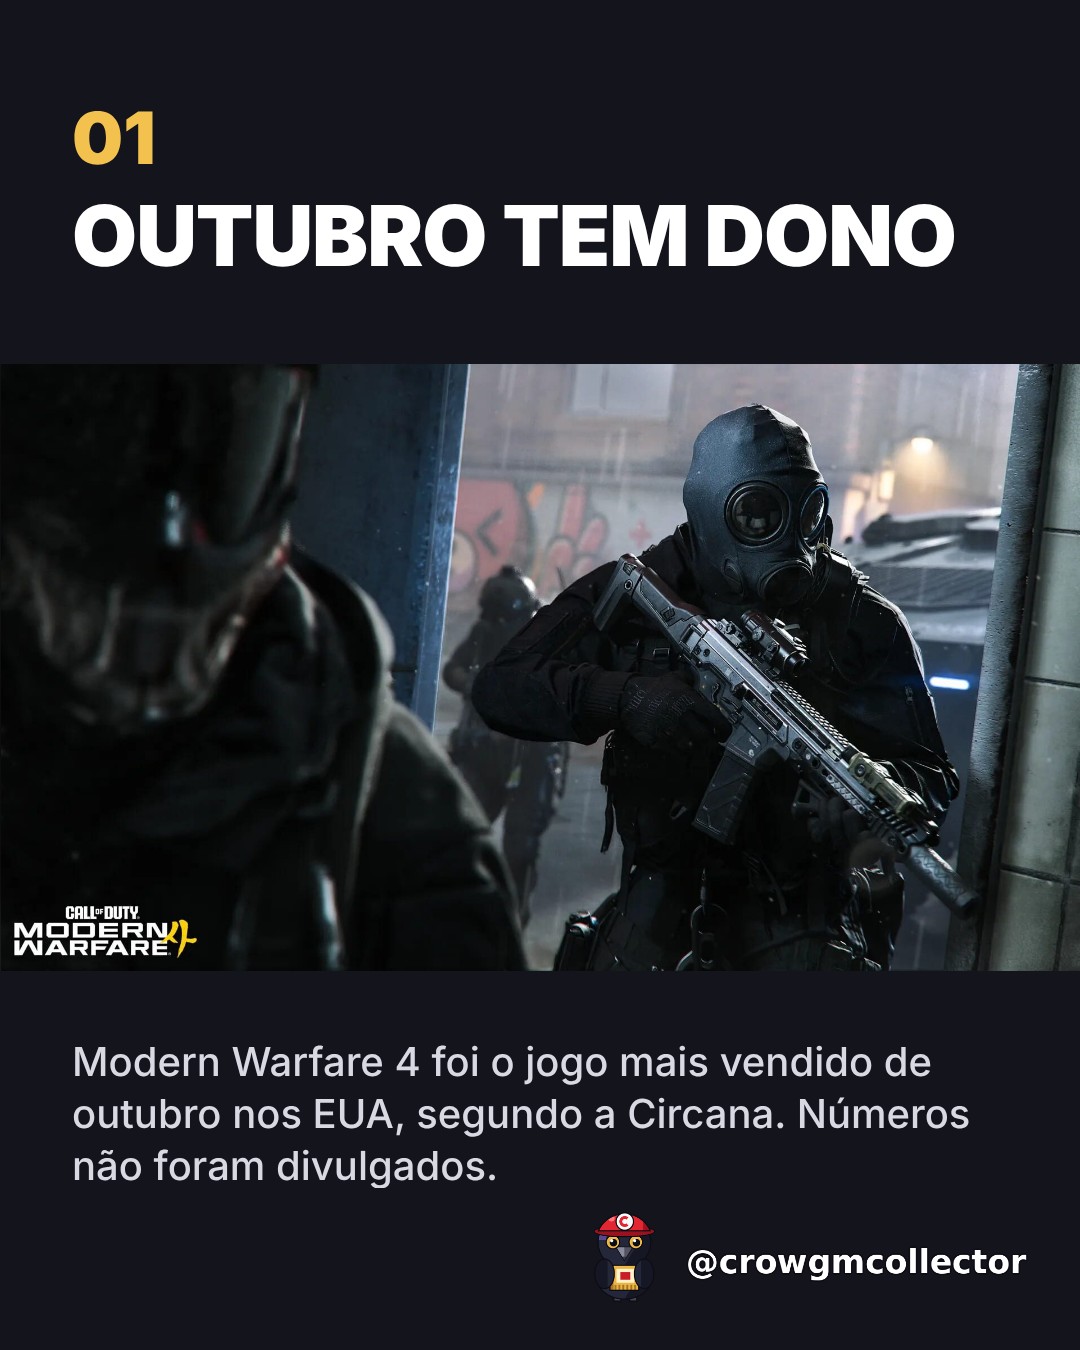 01
OUTUBRO TEM DONO
CALL OF DUTY
MODERN
WARFARE 4
Modern Warfare 4 foi o jogo mais vendido de
outubro nos EUA, segundo a Circana. Números
não foram divulgados.
C
@crowgmcollector